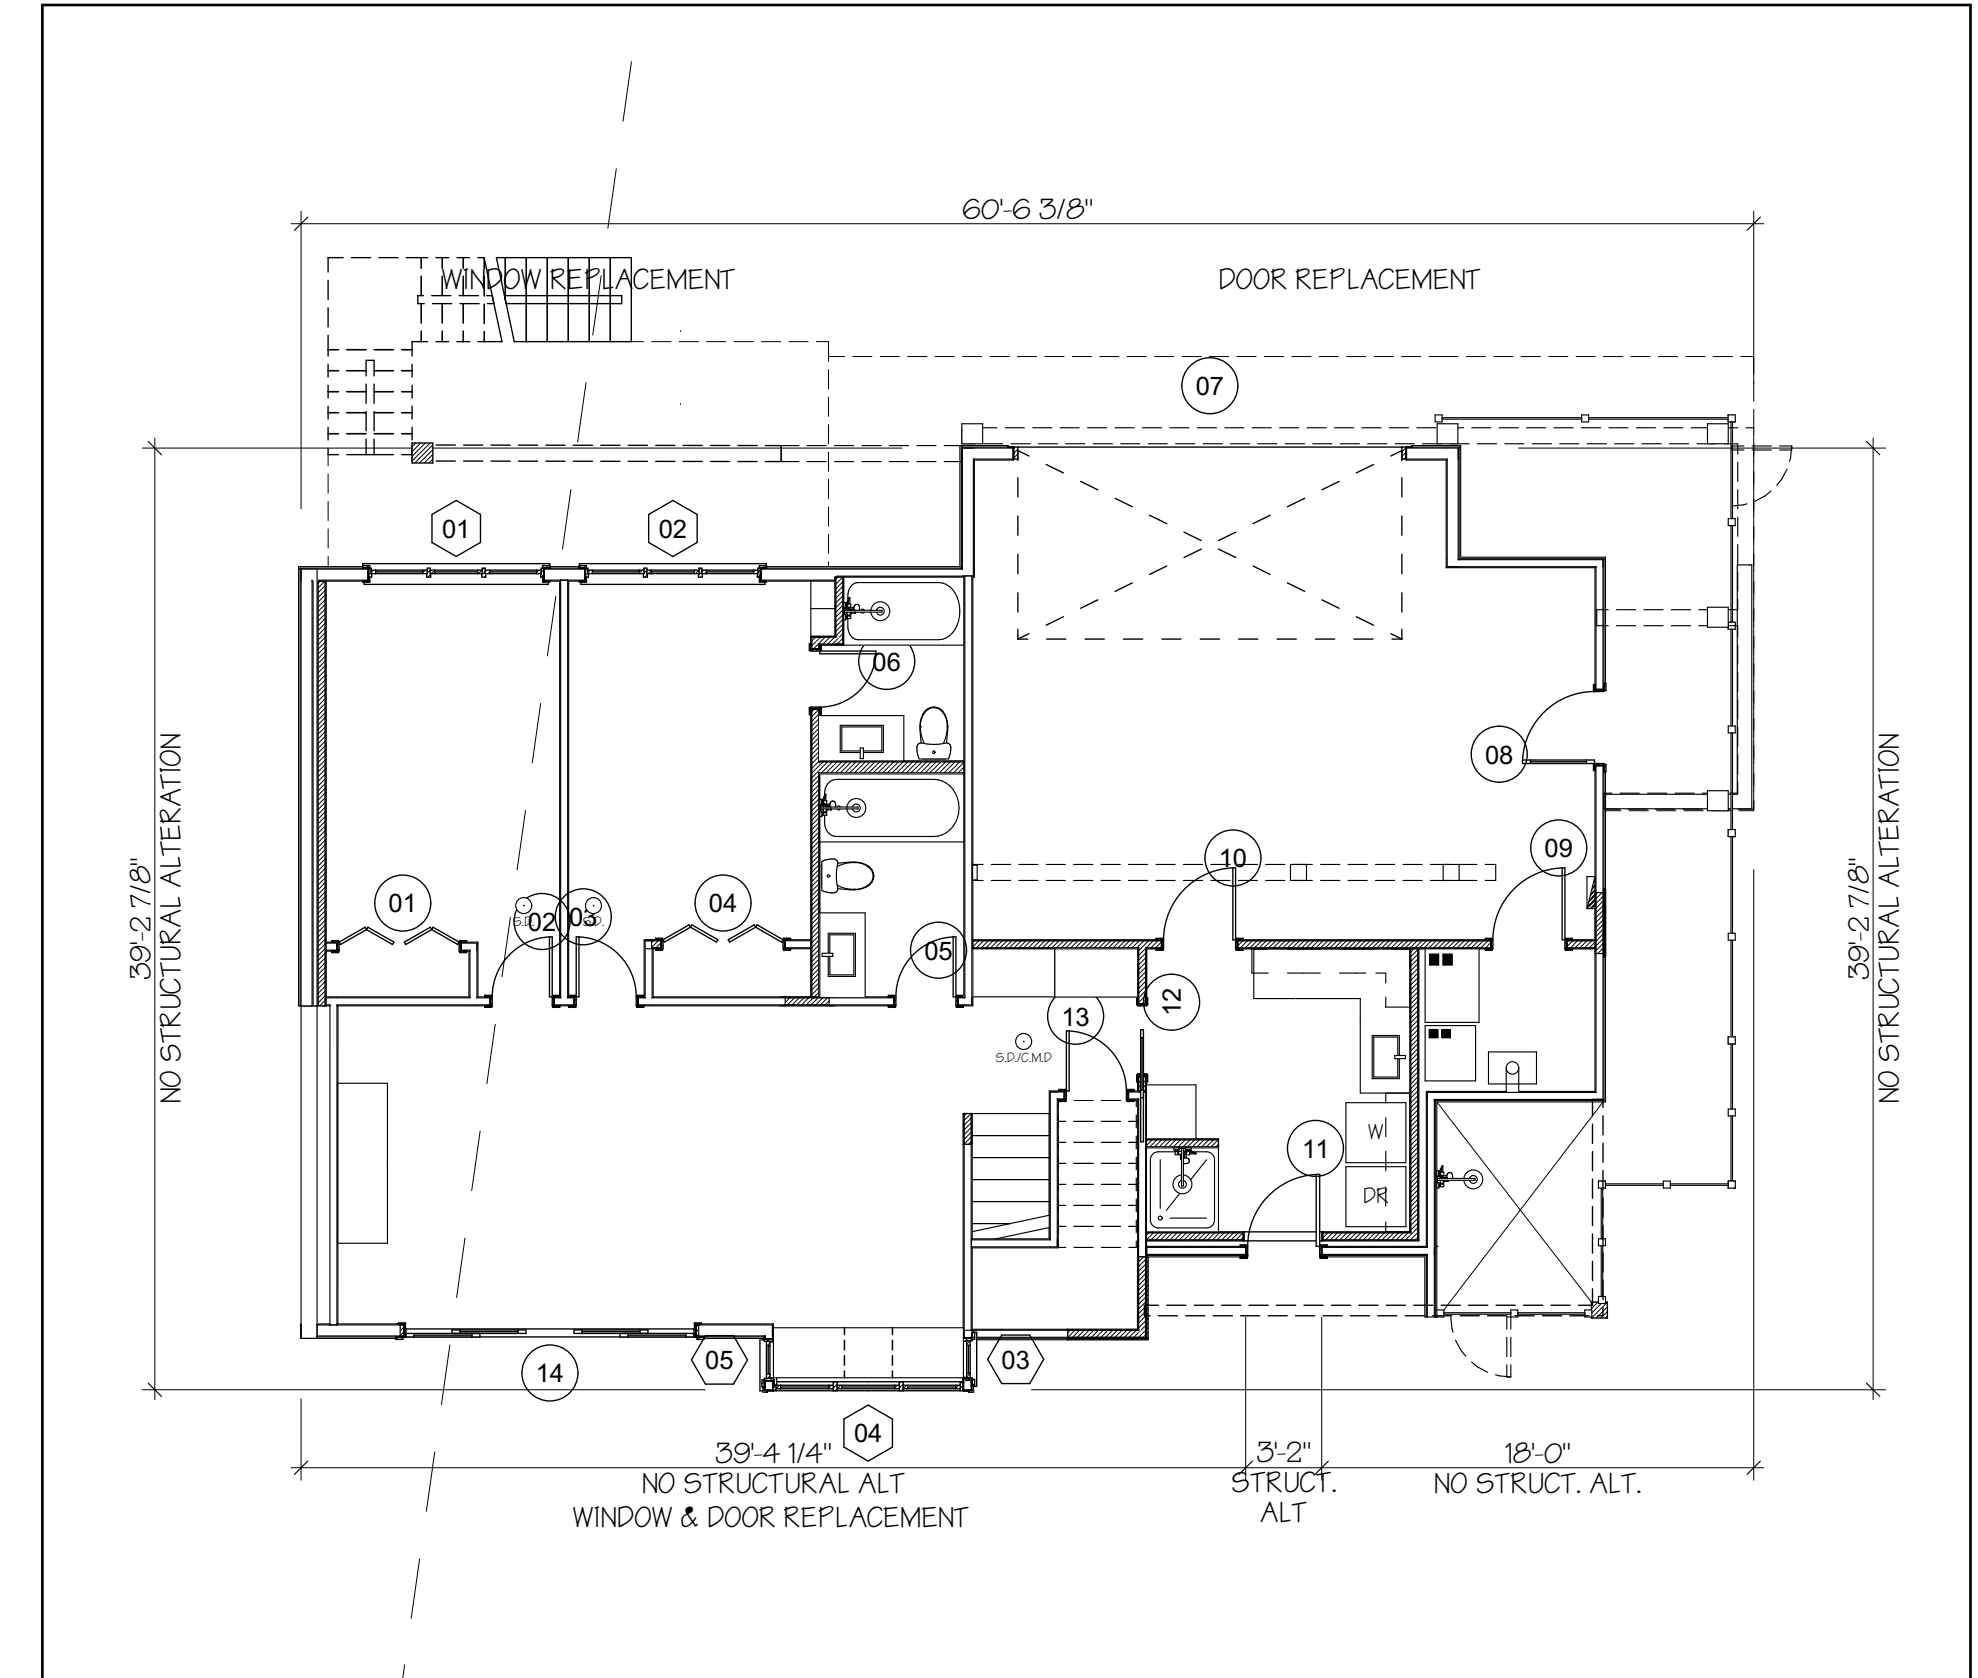 60'-6 3/8"
WINDOW REPLACEMENT
DOOR REPLACEMENT
07
01
02
06
08
39'-2 7/8"
NO STRUCTURAL ALTERATION
39'-2 7/8"
NO STRUCTURAL ALTERATION
10
09
01
S.D.
02
03
S.D.
04
05
12
13
S.D./C.M.D
W
11
DR
14
05
03
04
39'-4 1/4"
NO STRUCTURAL ALT
WINDOW & DOOR REPLACEMENT
3'-2"
STRUCT.
ALT
18'-0"
NO STRUCT. ALT.